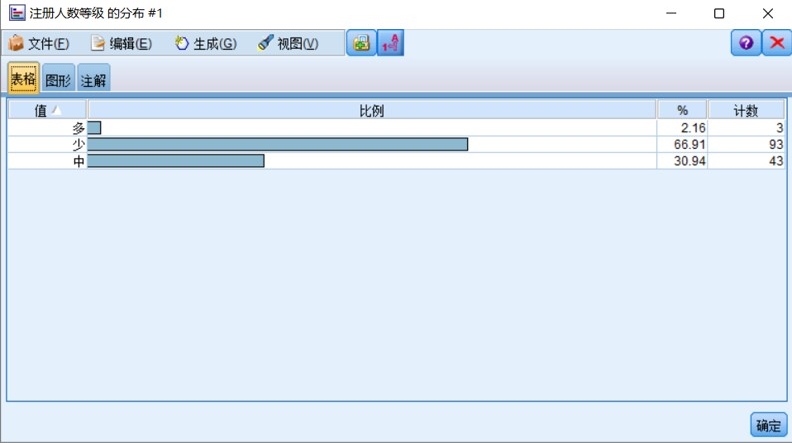 注册人数等级 的分布 #1
文件(F) 编辑(E) 生成(G) 视图(V)
表格 图形 注解
值 比例 % 计数
多 2.16 3
少 66.91 93
中 30.94 43
确定